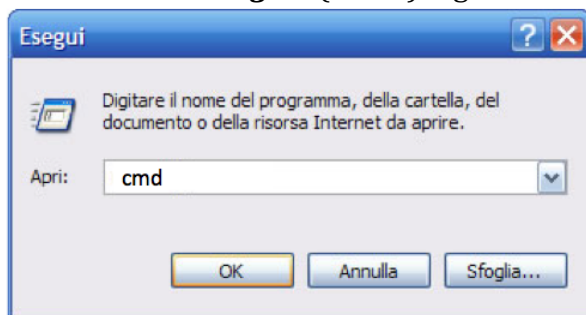 Esegui
Digitare il nome del programma, della cartella, del
documento o della risorsa Internet da aprire.
Apri: cmd
OK Annulla Sfoglia...